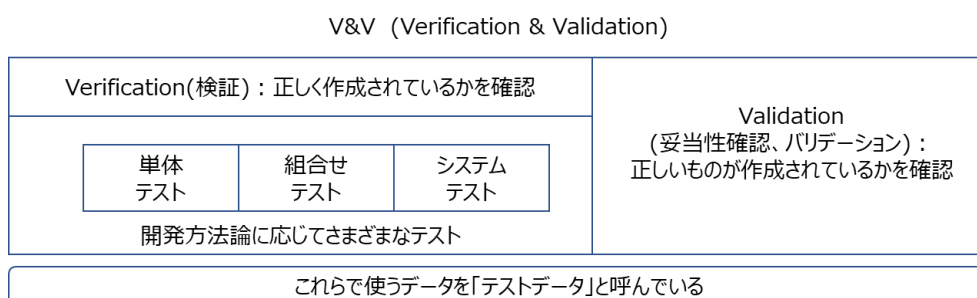 V&V (Verification & Validation)
Verification(検証)：正しく作成されているかを確認
単体
テスト
組合せ
テスト
システム
テスト
開発方法論に応じてさまざまなテスト
Validation
(妥当性確認、バリデーション)：
正しいものが作成されているかを確認
これらで使うデータを「テストデータ」と呼んでいる